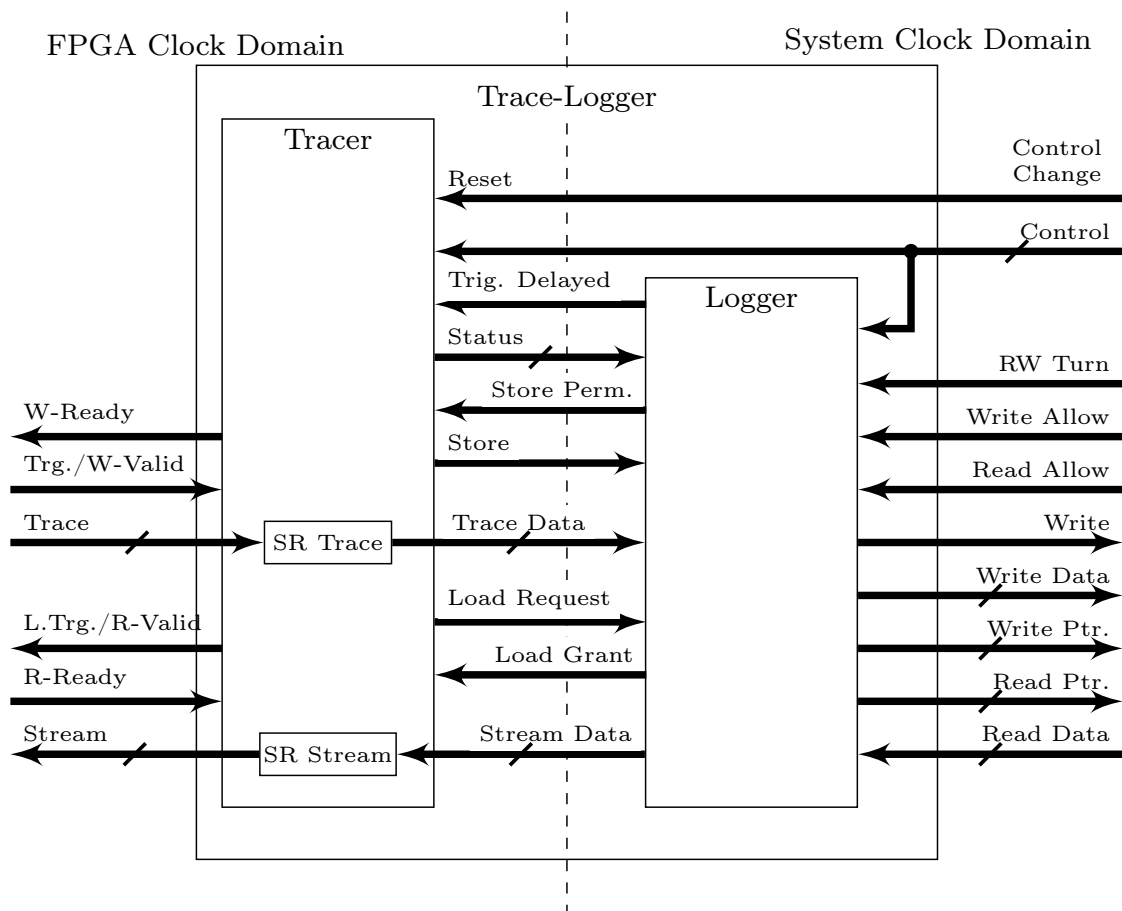 FPGA Clock Domain
System Clock Domain
Trace-Logger
Tracer
Control
Change
Reset
Control
Trig. Delayed
Logger
Status
RW Turn
Store Perm.
W-Ready
Write Allow
Store
Trg./W-Valid
Read Allow
Trace
SR Trace
Trace Data
Write
Write Data
Load Request
L.Trg./R-Valid
Write Ptr.
Load Grant
R-Ready
Read Ptr.
Stream
SR Stream
Stream Data
Read Data